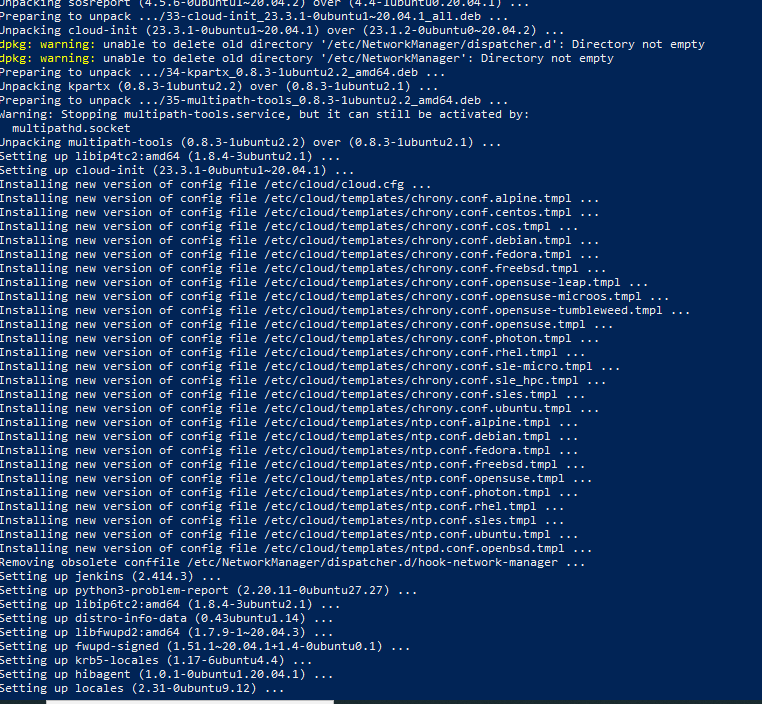 Unpacking sosreport (4.5.6-0ubuntu1~20.04.2) over (4.4-1ubuntu0.20.04.1) ...
Preparing to unpack .../33-cloud-init_23.3.1-0ubuntu1~20.04.1_all.deb ...
Unpacking cloud-init (23.3.1-0ubuntu1~20.04.1) over (23.1.2-0ubuntu0~20.04.2) ...
dpkg: warning: unable to delete old directory '/etc/NetworkManager/dispatcher.d': Directory not empty
dpkg: warning: unable to delete old directory '/etc/NetworkManager': Directory not empty
Preparing to unpack .../34-kpartx_0.8.3-1ubuntu2.2_amd64.deb ...
Unpacking kpartx (0.8.3-1ubuntu2.2) over (0.8.3-1ubuntu2.1) ...
Preparing to unpack .../35-multipath-tools_0.8.3-1ubuntu2.2_amd64.deb ...
Warning: Stopping multipath-tools.service, but it can still be activated by:
  multipathd.socket
Unpacking multipath-tools (0.8.3-1ubuntu2.2) over (0.8.3-1ubuntu2.1) ...
Setting up libip4tc2:amd64 (1.8.4-3ubuntu2.1) ...
Setting up cloud-init (23.3.1-0ubuntu1~20.04.1) ...
Installing new version of config file /etc/cloud/cloud.cfg ...
Installing new version of config file /etc/cloud/templates/chrony.conf.alpine.tmpl ...
Installing new version of config file /etc/cloud/templates/chrony.conf.centos.tmpl ...
Installing new version of config file /etc/cloud/templates/chrony.conf.cos.tmpl ...
Installing new version of config file /etc/cloud/templates/chrony.conf.debian.tmpl ...
Installing new version of config file /etc/cloud/templates/chrony.conf.fedora.tmpl ...
Installing new version of config file /etc/cloud/templates/chrony.conf.freebsd.tmpl ...
Installing new version of config file /etc/cloud/templates/chrony.conf.opensuse-leap.tmpl ...
Installing new version of config file /etc/cloud/templates/chrony.conf.opensuse-microos.tmpl ...
Installing new version of config file /etc/cloud/templates/chrony.conf.opensuse-tumbleweed.tmpl ...
Installing new version of config file /etc/cloud/templates/chrony.conf.opensuse.tmpl ...
Installing new version of config file /etc/cloud/templates/chrony.conf.photon.tmpl ...
Installing new version of config file /etc/cloud/templates/chrony.conf.rhel.tmpl ...
Installing new version of config file /etc/cloud/templates/chrony.conf.sle-micro.tmpl ...
Installing new version of config file /etc/cloud/templates/chrony.conf.sle_hpc.tmpl ...
Installing new version of config file /etc/cloud/templates/chrony.conf.sles.tmpl ...
Installing new version of config file /etc/cloud/templates/chrony.conf.ubuntu.tmpl ...
Installing new version of config file /etc/cloud/templates/ntp.conf.alpine.tmpl ...
Installing new version of config file /etc/cloud/templates/ntp.conf.debian.tmpl ...
Installing new version of config file /etc/cloud/templates/ntp.conf.fedora.tmpl ...
Installing new version of config file /etc/cloud/templates/ntp.conf.freebsd.tmpl ...
Installing new version of config file /etc/cloud/templates/ntp.conf.opensuse.tmpl ...
Installing new version of config file /etc/cloud/templates/ntp.conf.photon.tmpl ...
Installing new version of config file /etc/cloud/templates/ntp.conf.rhel.tmpl ...
Installing new version of config file /etc/cloud/templates/ntp.conf.sles.tmpl ...
Installing new version of config file /etc/cloud/templates/ntp.conf.ubuntu.tmpl ...
Installing new version of config file /etc/cloud/templates/ntpd.conf.openbsd.tmpl ...
Removing obsolete conffile /etc/NetworkManager/dispatcher.d/hook-network-manager ...
Setting up jenkins (2.414.3) ...
Setting up python3-problem-report (2.20.11-0ubuntu27.27) ...
Setting up libip6tc2:amd64 (1.8.4-3ubuntu2.1) ...
Setting up distro-info-data (0.43ubuntu1.14) ...
Setting up libfwupd2:amd64 (1.7.9-1~20.04.3) ...
Setting up fwupd-signed (1.51.1~20.04.1+1.4-0ubuntu0.1) ...
Setting up krb5-locales (1.17-6ubuntu4.4) ...
Setting up hibagent (1.0.1-0ubuntu1.20.04.1) ...
Setting up locales (2.31-0ubuntu9.12) ...